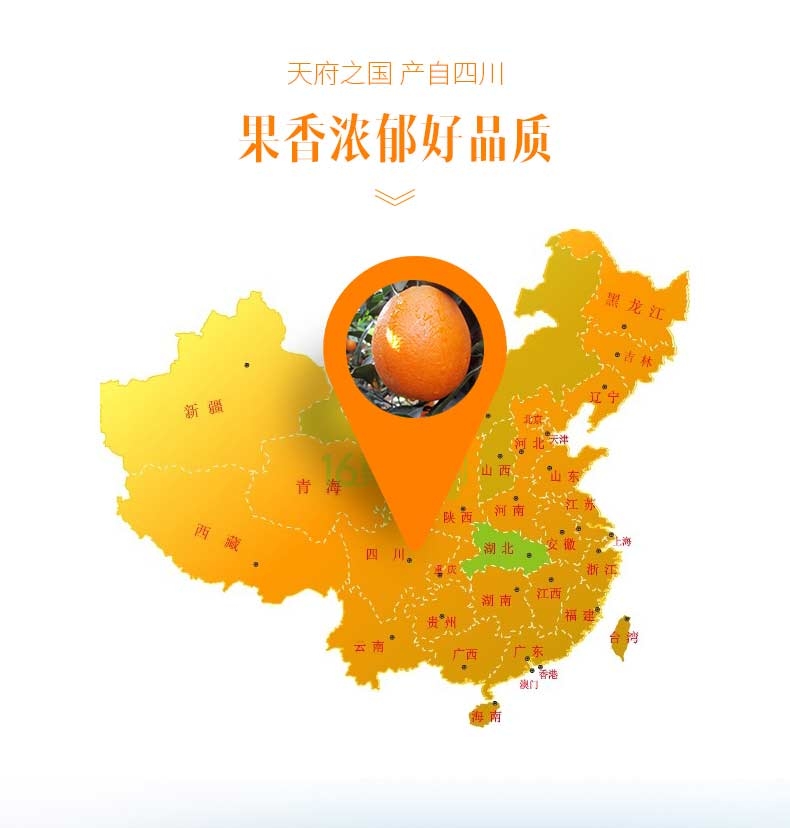 天府之国 产自四川
果香浓郁好品质
黑龙江
吉林
辽宁
新疆
北京
河北 天津
山西
山东
青海
陕西
河南
江苏
西藏
四川
湖北
安徽
上海
重庆
浙江
湖南
江西
贵州
福建
云南
广西
广东
台湾
香港
澳门
海南